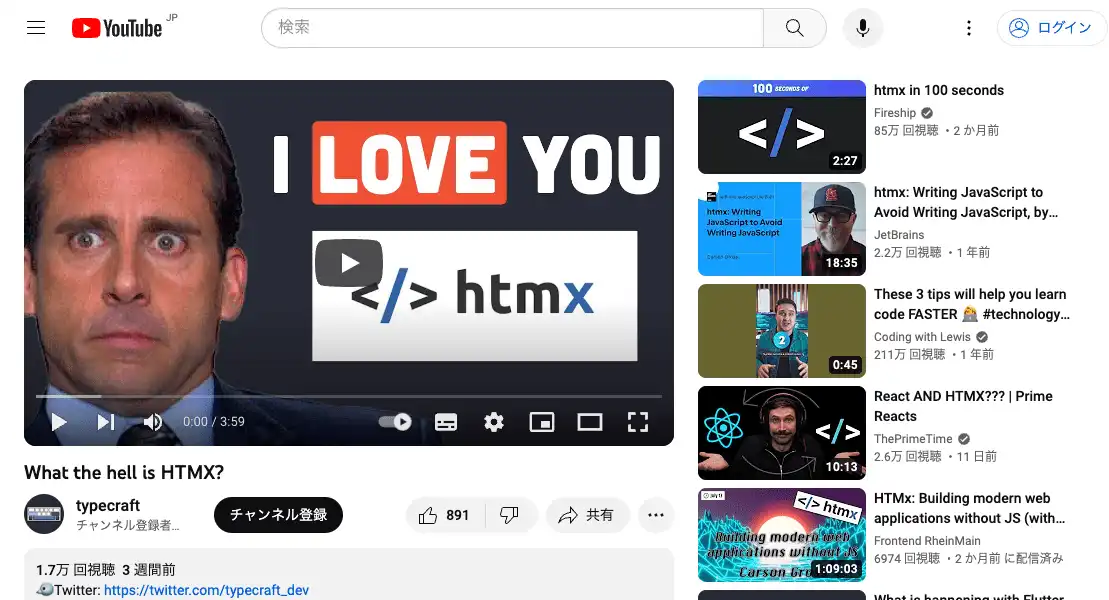 YouTube JP
検索
ログイン
I LOVE YOU
</> htmx
0:00 / 3:59
What the hell is HTMX?
typecraft
チャンネル登録者…
チャンネル登録
891
共有
1.7万 回視聴 3 週間前
Twitter: https://twitter.com/typecraft_dev
100 SECONDS OF
</>
2:27
htmx in 100 seconds
Fireship
85万 回視聴 ・2 か月前
htmx: Writing
JavaScript to Avoid
Writing JavaScript
18:35
htmx: Writing JavaScript to
Avoid Writing JavaScript, by…
JetBrains
2.2万 回視聴 ・1 年前
2
0:45
These 3 tips will help you learn
code FASTER 🧑‍💻 #technology…
Coding with Lewis
211万 回視聴 ・1 年前
</>
10:13
React AND HTMX??? | Prime
Reacts
ThePrimeTime
2.6万 回視聴 ・11 日前
</> htmx
Building modern web
applications without JS
Carson Gro
1:09:03
HTMx: Building modern web
applications without JS (with…
Frontend RheinMain
6974 回視聴 ・2 か月前 に配信済み
What is happening with Flutter